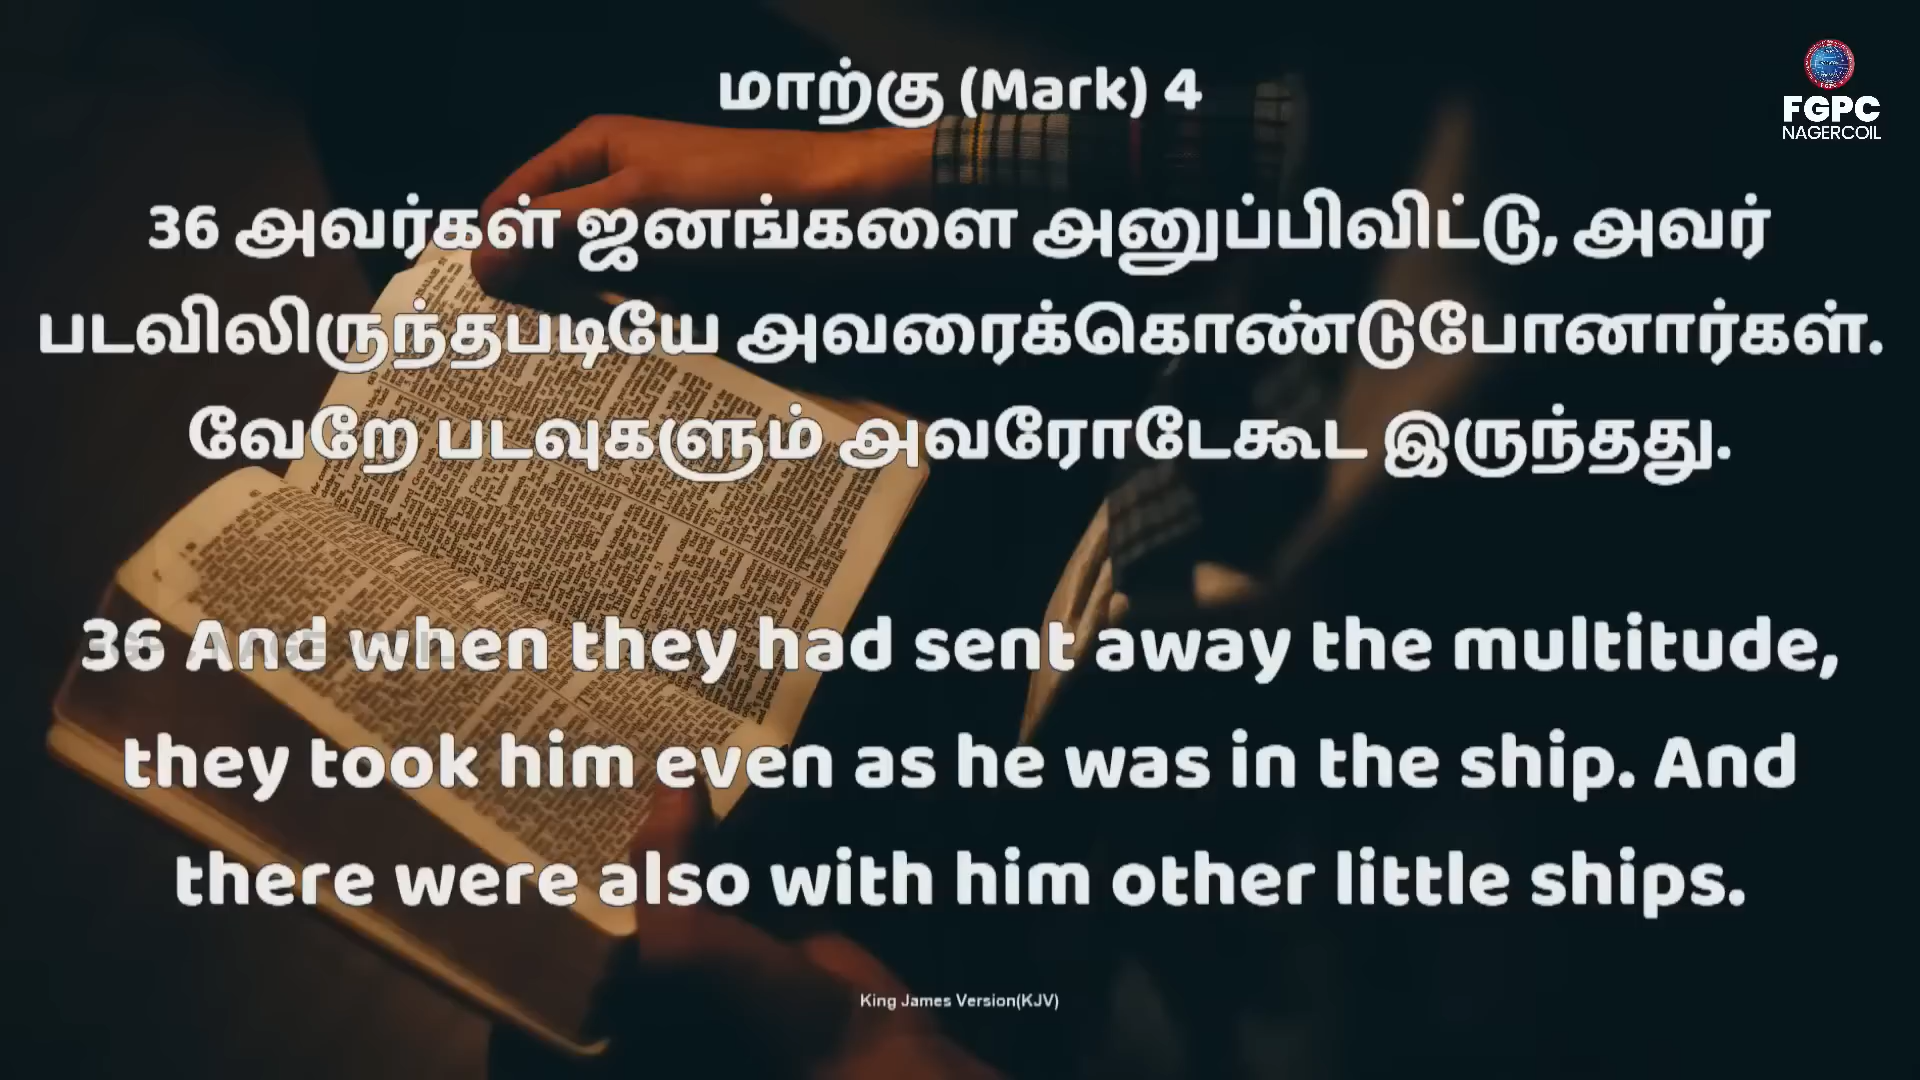 மாற்கு (Mark) 4
FGPC
NAGERCOIL
36 அவர்கள் ஜனங்களை அனுப்பிவிட்டு, அவர்
படவிலிருந்தபடியே அவரைக்கொண்டுபோனார்கள்.
வேறே படவுகளும் அவரோடேகூட இருந்தது.
36 And when they had sent away the multitude,
they took him even as he was in the ship. And
there were also with him other little ships.
King James Version(KJV)